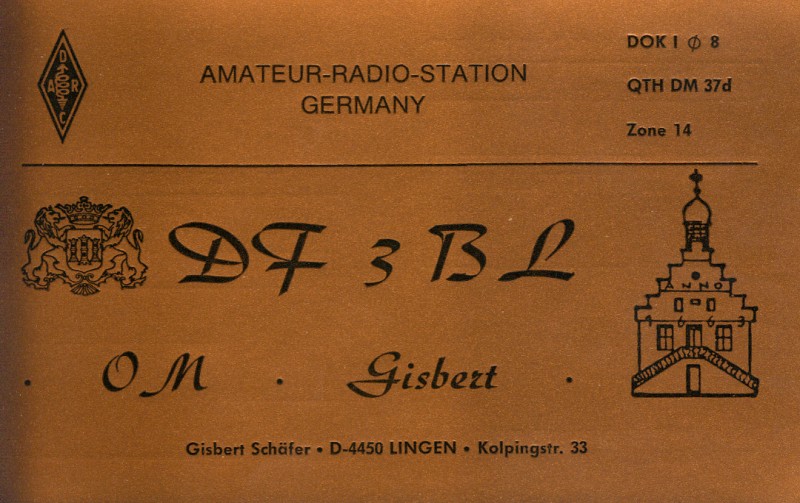 DARC
AMATEUR-RADIO-STATION
GERMANY
DOK I Ø 8
QTH DM 37d
Zone 14
DF 3 BL
ANNO
1663
• OM • Gisbert •
Gisbert Schäfer • D-4450 LINGEN • Kolpingstr. 33